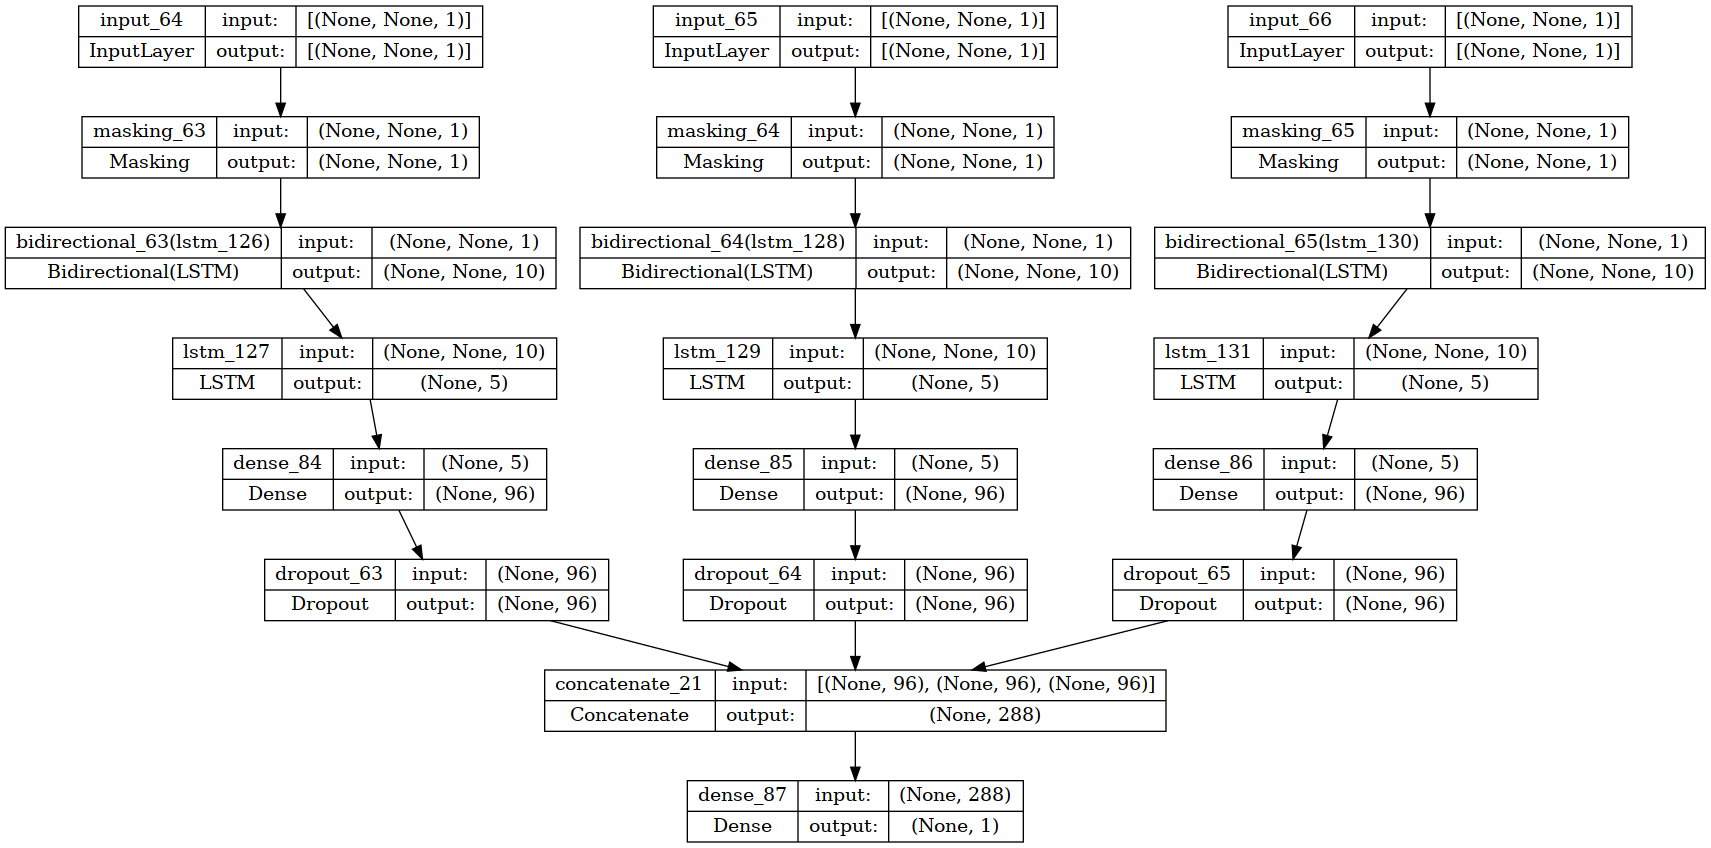 input_64 input: [(None, None, 1)]
InputLayer output: [(None, None, 1)]
input_65 input: [(None, None, 1)]
InputLayer output: [(None, None, 1)]
input_66 input: [(None, None, 1)]
InputLayer output: [(None, None, 1)]
masking_63 input: (None, None, 1)
Masking output: (None, None, 1)
masking_64 input: (None, None, 1)
Masking output: (None, None, 1)
masking_65 input: (None, None, 1)
Masking output: (None, None, 1)
bidirectional_63(lstm_126) input: (None, None, 1)
Bidirectional(LSTM) output: (None, None, 10)
bidirectional_64(lstm_128) input: (None, None, 1)
Bidirectional(LSTM) output: (None, None, 10)
bidirectional_65(lstm_130) input: (None, None, 1)
Bidirectional(LSTM) output: (None, None, 10)
lstm_127 input: (None, None, 10)
LSTM output: (None, 5)
lstm_129 input: (None, None, 10)
LSTM output: (None, 5)
lstm_131 input: (None, None, 10)
LSTM output: (None, 5)
dense_84 input: (None, 5)
Dense output: (None, 96)
dense_85 input: (None, 5)
Dense output: (None, 96)
dense_86 input: (None, 5)
Dense output: (None, 96)
dropout_63 input: (None, 96)
Dropout output: (None, 96)
dropout_64 input: (None, 96)
Dropout output: (None, 96)
dropout_65 input: (None, 96)
Dropout output: (None, 96)
concatenate_21 input: [(None, 96), (None, 96), (None, 96)]
Concatenate output: (None, 288)
dense_87 input: (None, 288)
Dense output: (None, 1)